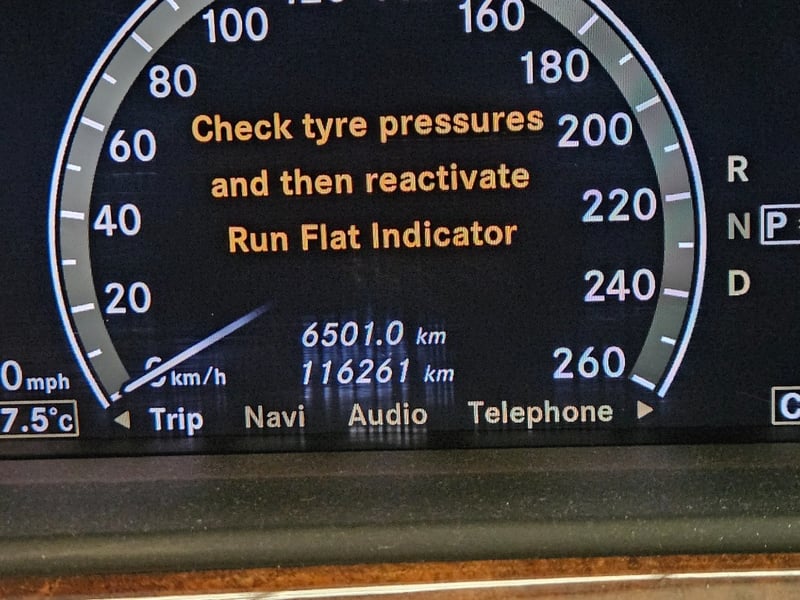 100
160
80
180
Check tyre pressures
60
200
and then reactivate
R
40
220
N P
Run Flat Indicator
20
240
D
6501.0 km
260
0 mph
km/h
116261 km
7.5°C
Trip Navi Audio Telephone
C